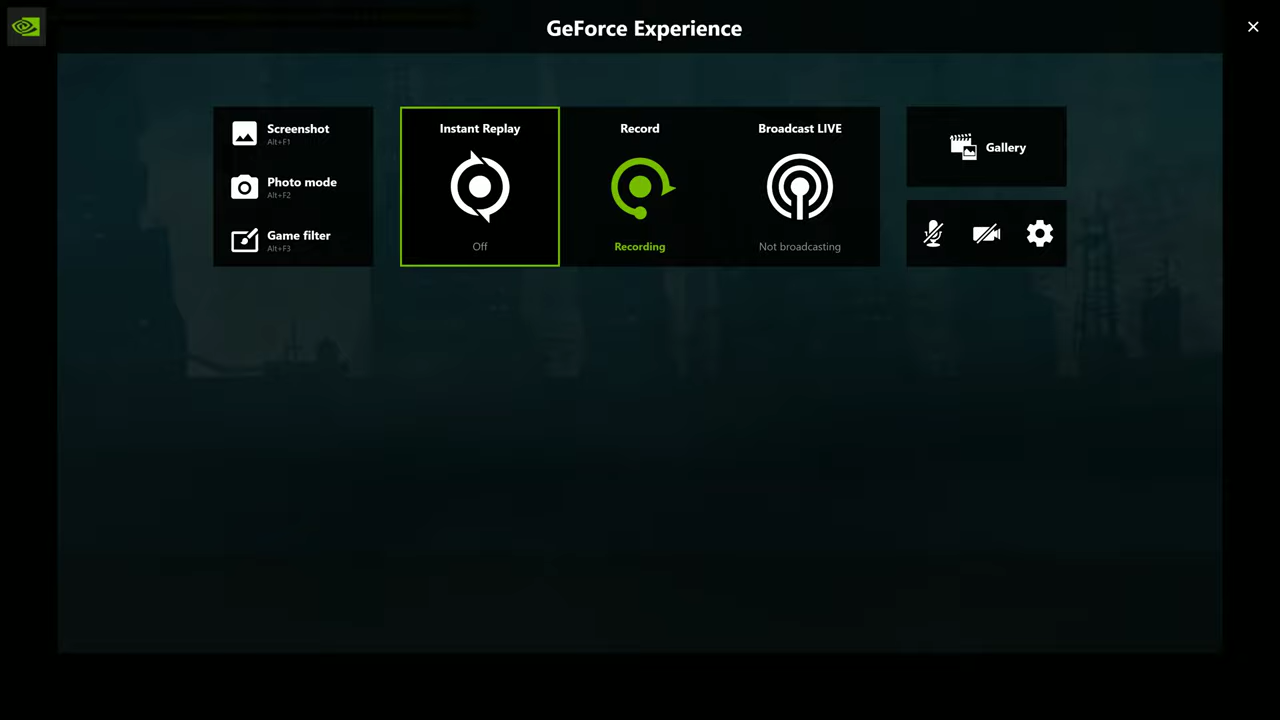 GeForce Experience
Screenshot
Alt+F1
Photo mode
Alt+F2
Game filter
Alt+F3
Instant Replay
Off
Record
Recording
Broadcast LIVE
Not broadcasting
Gallery